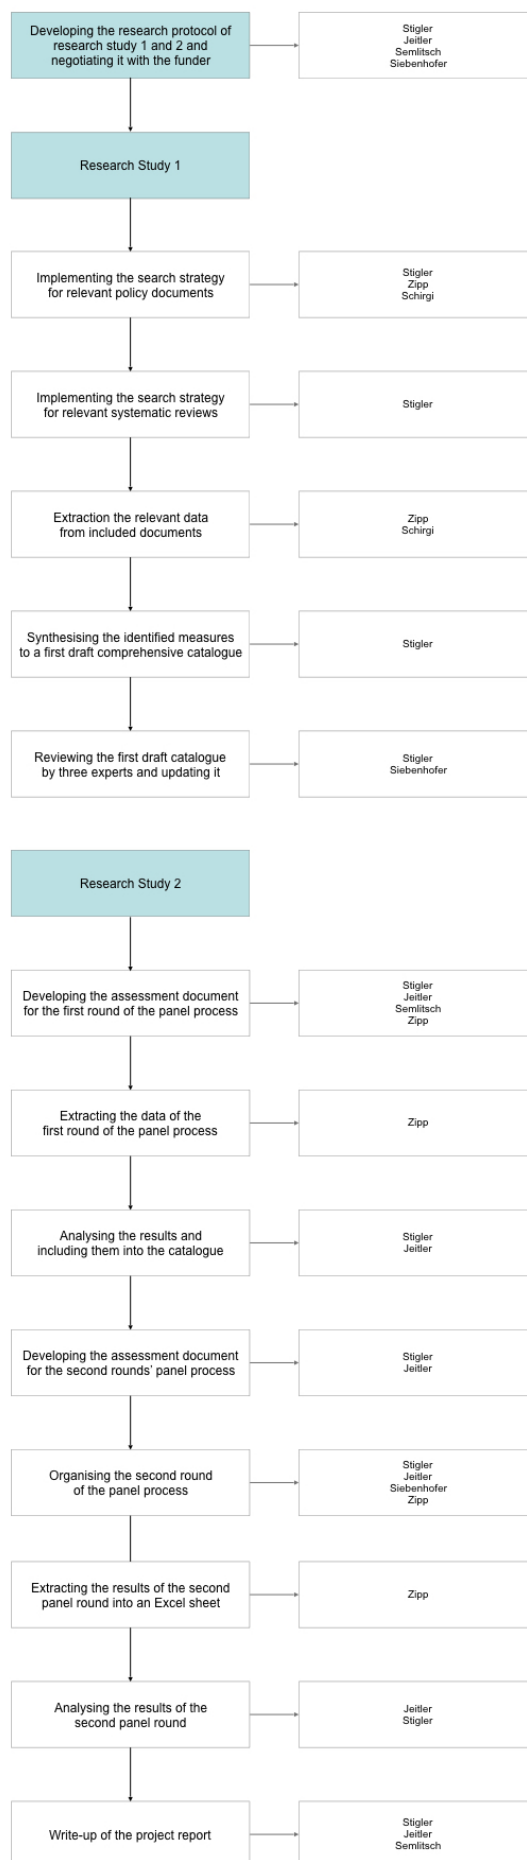 Developing the research protocol of
research study 1 and 2 and
negotiating it with the funder
Stigler
Jeitler
Semlitsch
Siebenhofer
Research Study 1
Implementing the search strategy
for relevant policy documents
Stigler
Zipp
Schirgi
Implementing the search strategy
for relevant systematic reviews
Stigler
Extraction the relevant data
from included documents
Zipp
Schirgi
Synthesising the identified measures
to a first draft comprehensive catalogue
Stigler
Reviewing the first draft catalogue
by three experts and updating it
Stigler
Siebenhofer
Research Study 2
Developing the assessment document
for the first round of the panel process
Stigler
Jeitler
Semlitsch
Zipp
Extracting the data of the
first round of the panel process
Zipp
Analysing the results and
including them into the catalogue
Stigler
Jeitler
Developing the assessment document
for the second rounds' panel process
Stigler
Jeitler
Organising the second round
of the panel process
Stigler
Jeitler
Siebenhofer
Zipp
Extracting the results of the second
panel round into an Excel sheet
Zipp
Analysing the results of the
second panel round
Jeitler
Stigler
Write-up of the project report
Stigler
Jeitler
Semlitsch